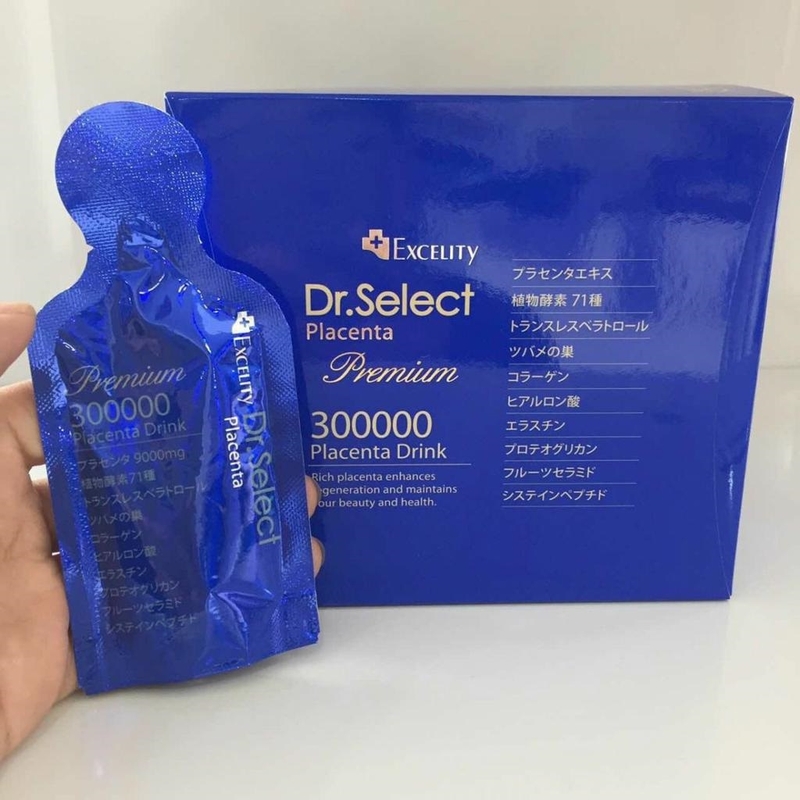 EXCELITY
Dr.Select
Placenta
Premium
300000
Placenta Drink
Rich placenta enhances
generation and maintains
our beauty and health.
プラセンタエキス
植物酵素 71種
トランスレスベラトロール
ツバメの巣
コラーゲン
ヒアルロン酸
エラスチン
プロテオグリカン
フルーツセラミド
システインペプチド
Premium
300000
Placenta Drink
プラセンタ 9000mg
植物酵素71種
トランスレスベラトロール
ツバメの巣
コラーゲン
ヒアルロン酸
エラスチン
プロテオグリカン
フルーツセラミド
システインペプチド
EXCELITY
Dr.Select
Placenta